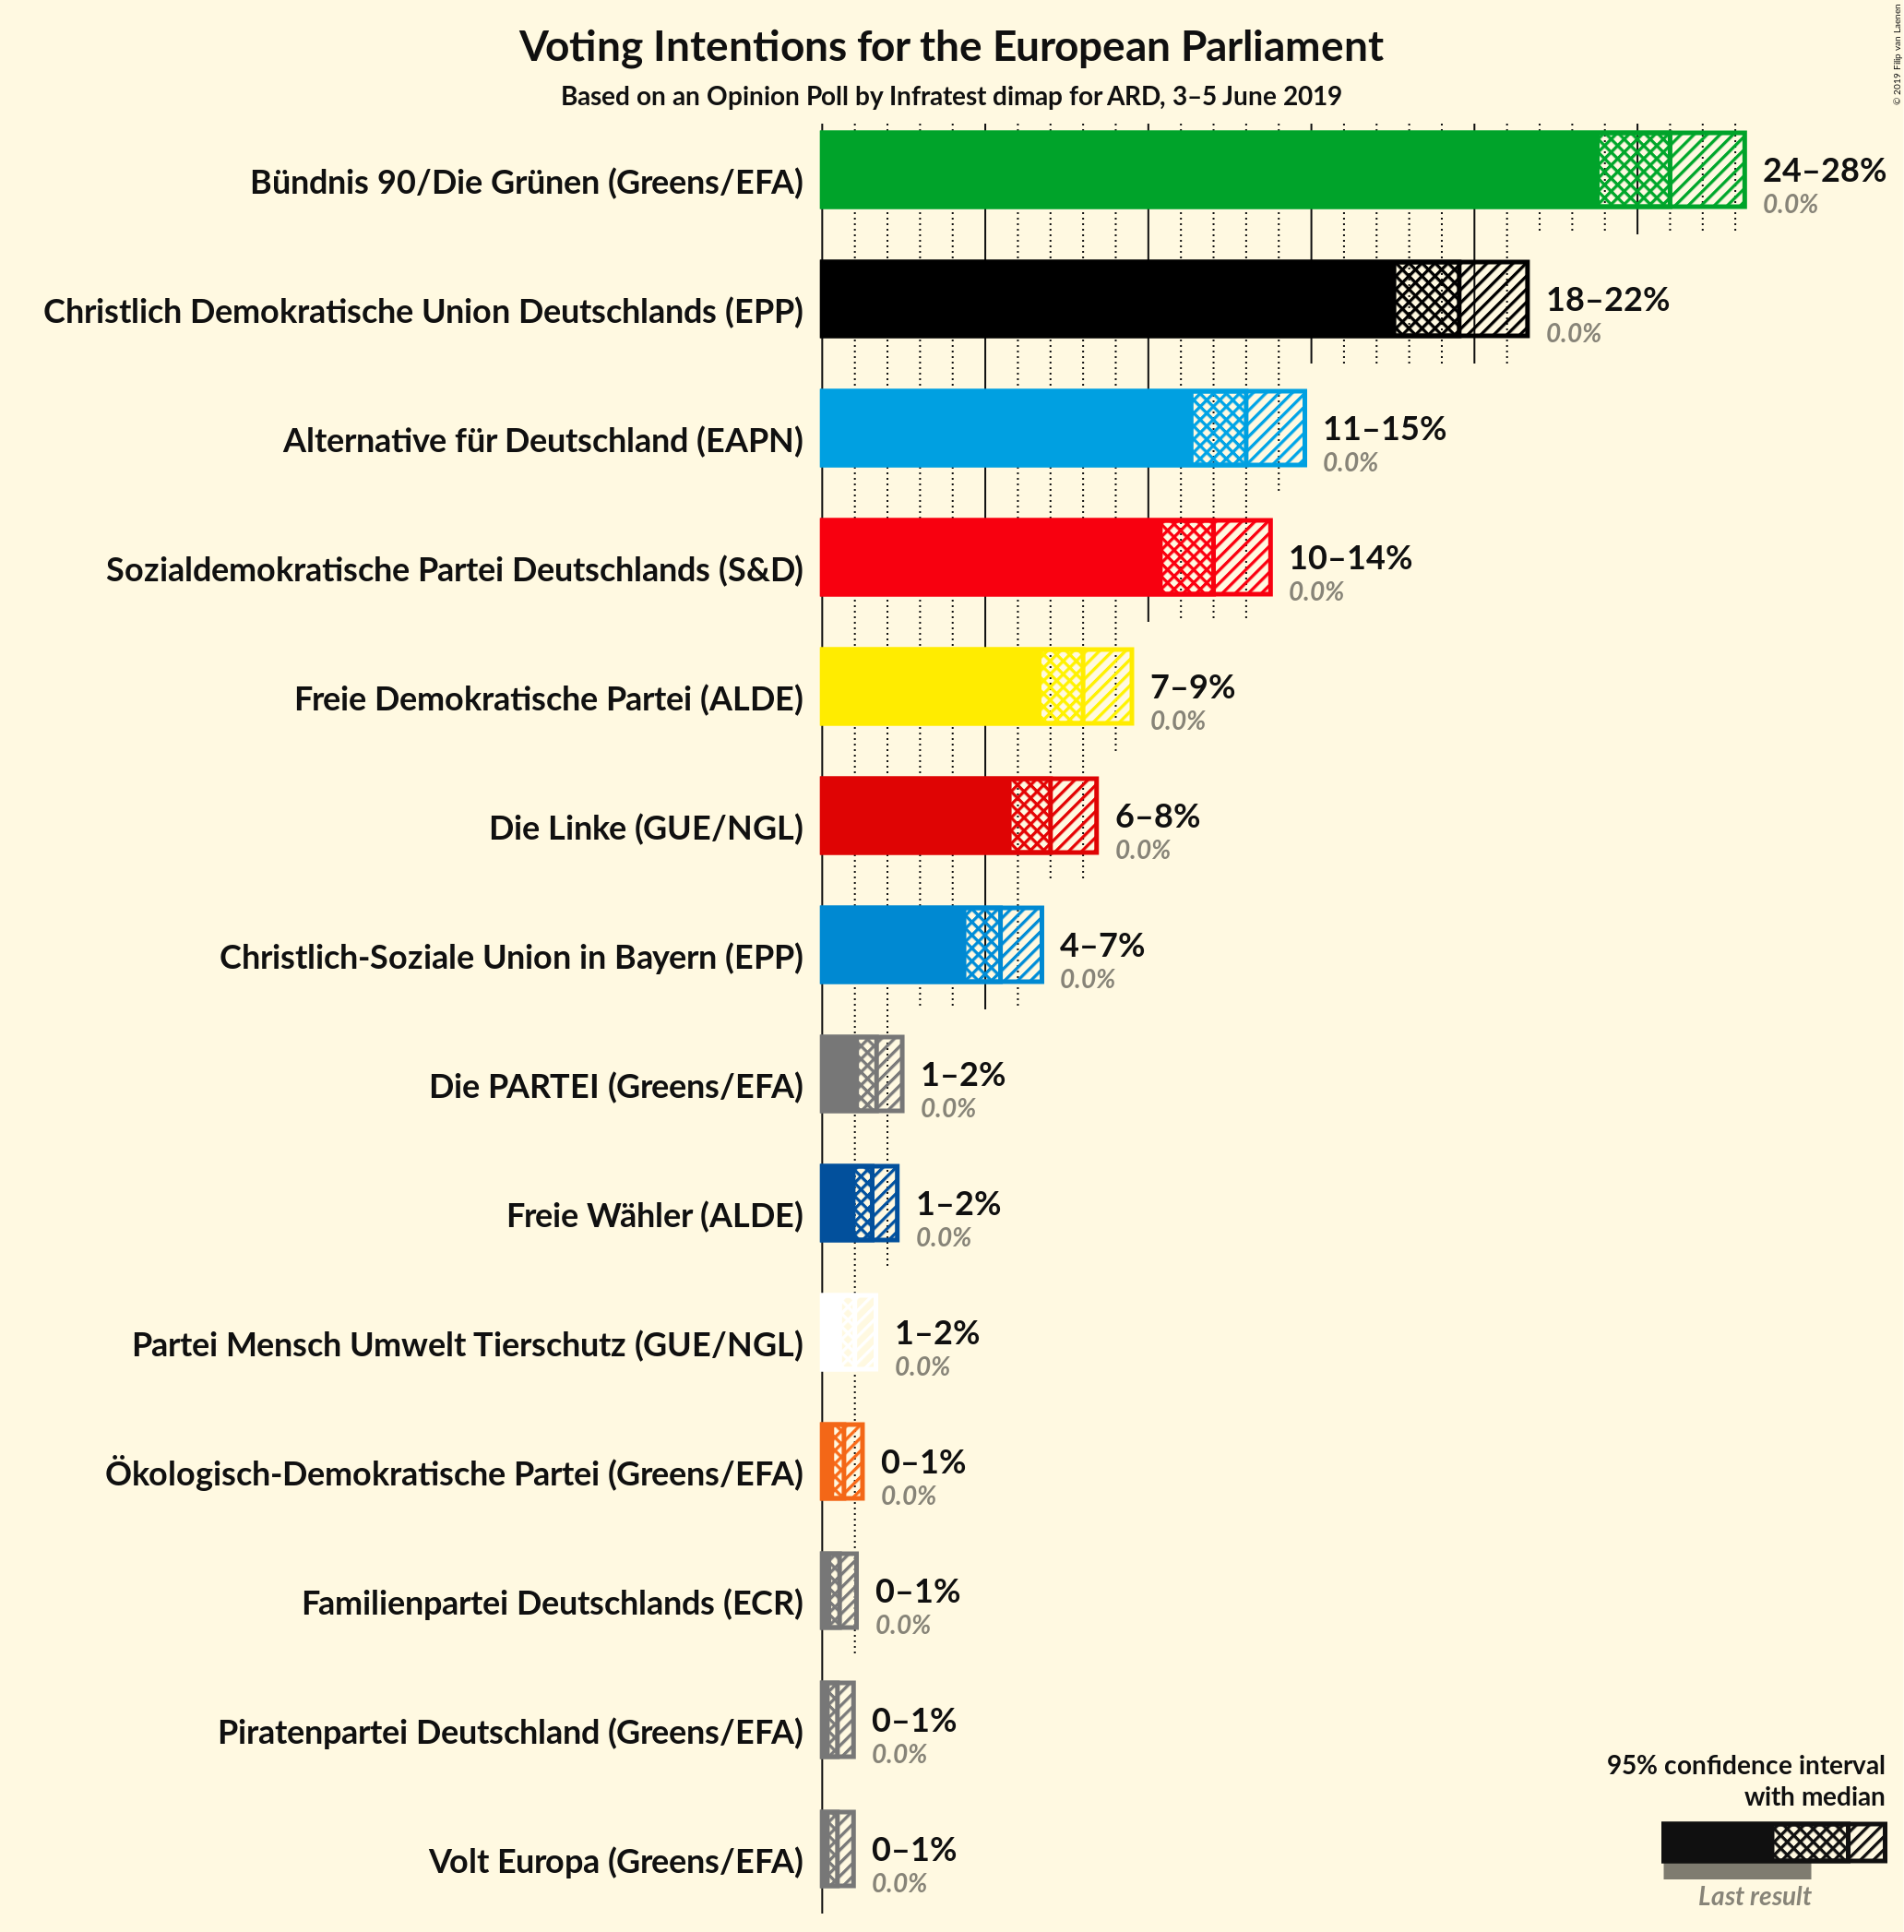 Voting Intentions for the European Parliament
Based on an Opinion Poll by Infratest dimap for ARD, 3–5 June 2019
© 2019 Filip van Laenen
Bündnis 90/Die Grünen (Greens/EFA)
24–28%
0.0%
Christlich Demokratische Union Deutschlands (EPP)
18–22%
0.0%
Alternative für Deutschland (EAPN)
11–15%
0.0%
Sozialdemokratische Partei Deutschlands (S&D)
10–14%
0.0%
Freie Demokratische Partei (ALDE)
7–9%
0.0%
Die Linke (GUE/NGL)
6–8%
0.0%
Christlich-Soziale Union in Bayern (EPP)
4–7%
0.0%
Die PARTEI (Greens/EFA)
1–2%
0.0%
Freie Wähler (ALDE)
1–2%
0.0%
Partei Mensch Umwelt Tierschutz (GUE/NGL)
1–2%
0.0%
Ökologisch-Demokratische Partei (Greens/EFA)
0–1%
0.0%
Familienpartei Deutschlands (ECR)
0–1%
0.0%
Piratenpartei Deutschland (Greens/EFA)
0–1%
0.0%
Volt Europa (Greens/EFA)
0–1%
0.0%
95% confidence interval
with median
Last result